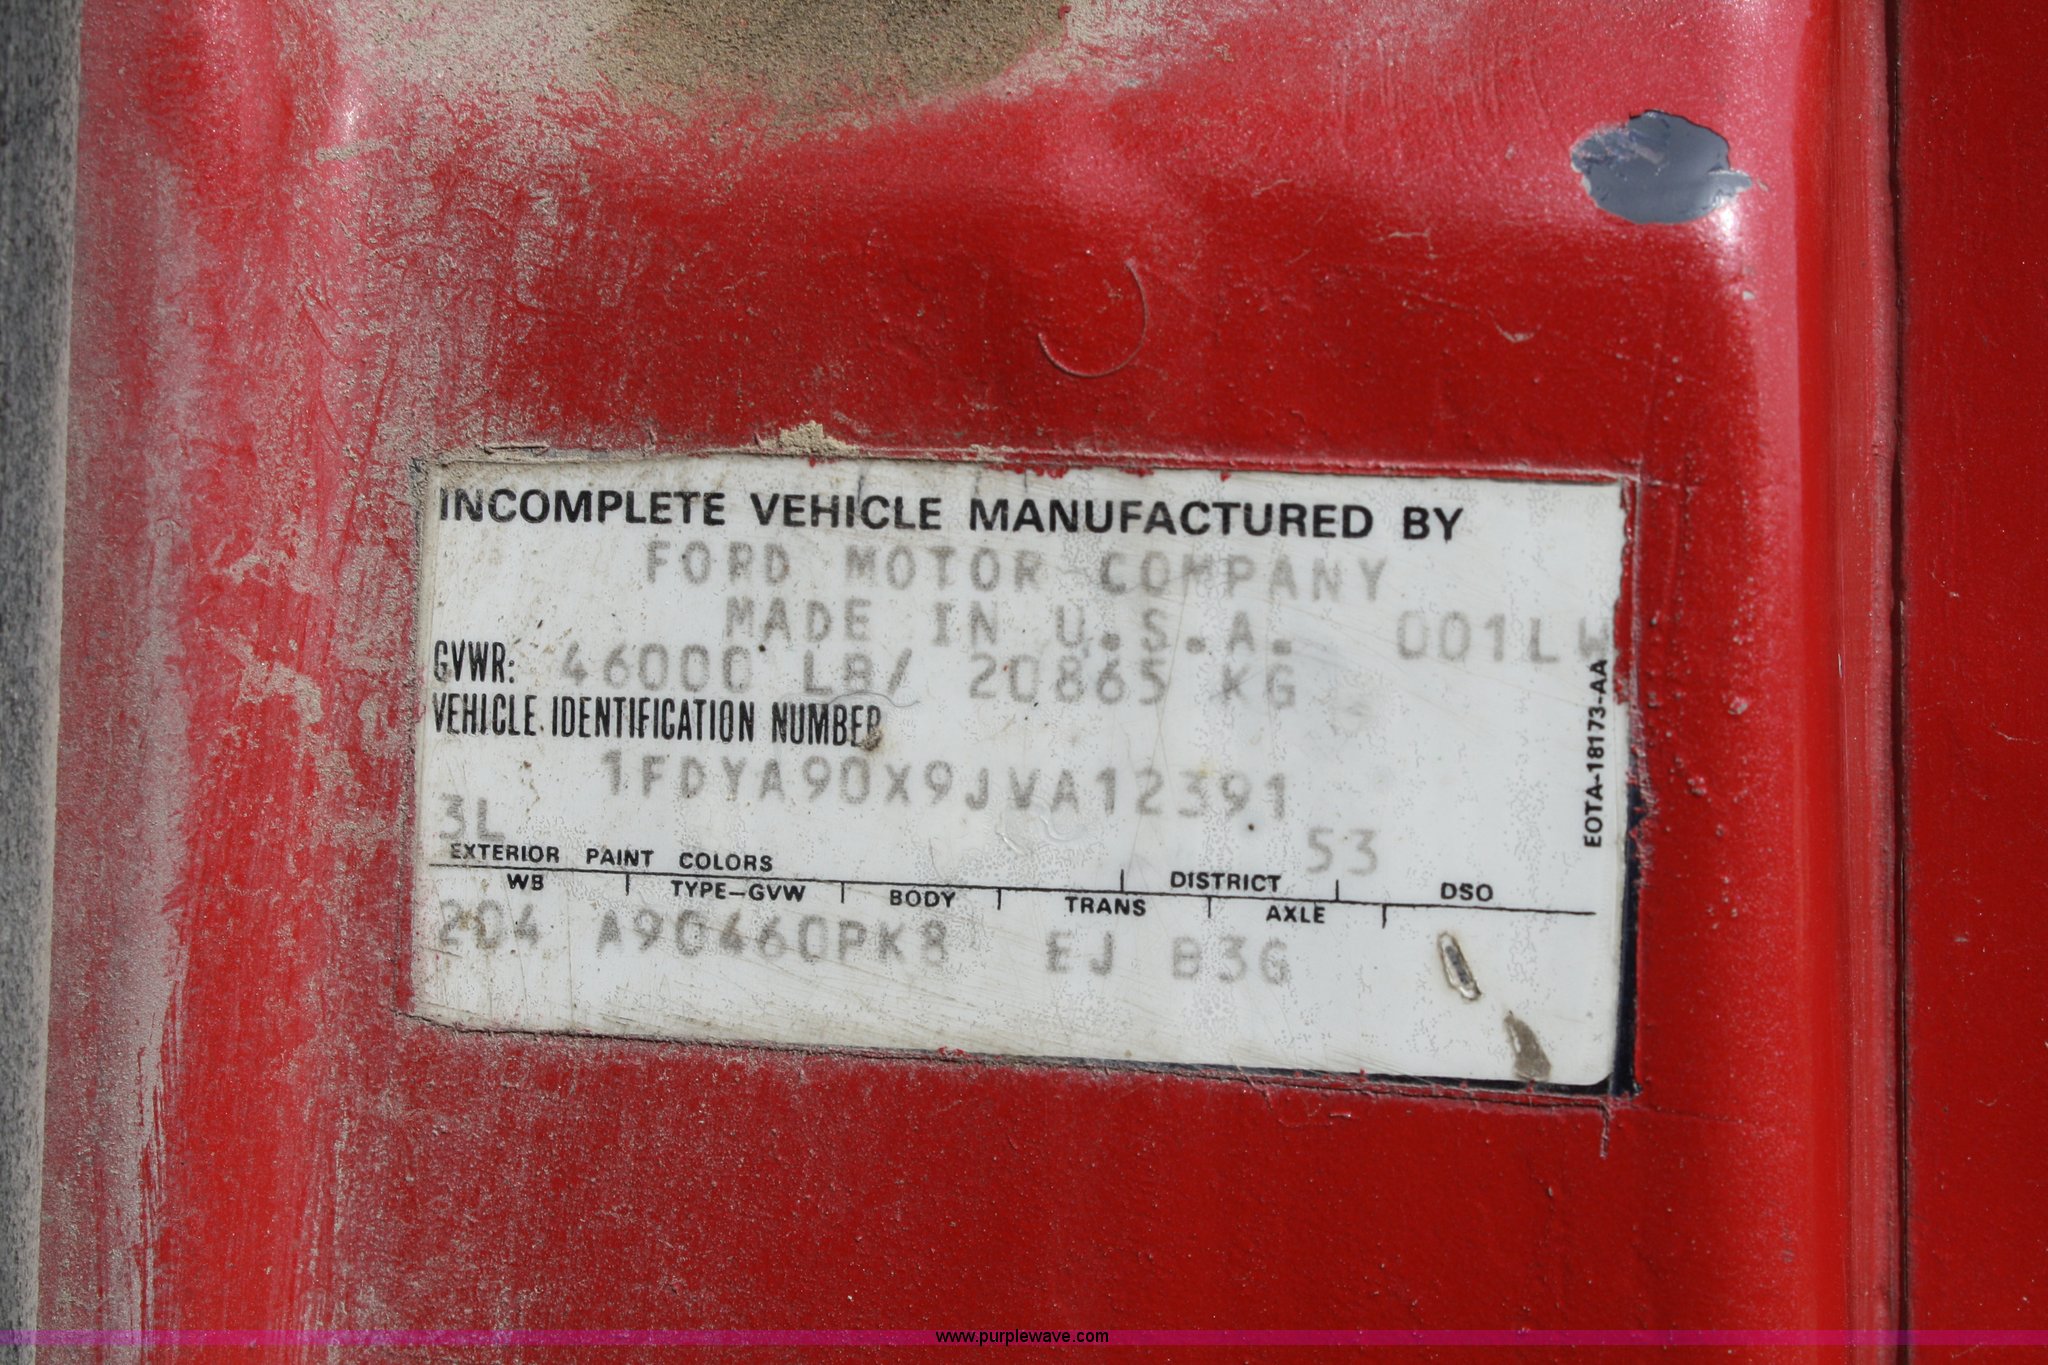 INCOMPLETE VEHICLE MANUFACTURED BY
FORD MOTOR COMPANY
MADE IN U.S.A. 001LW
GVWR: 46000 LB/ 20865 KG
VEHICLE IDENTIFICATION NUMBER
1FDYA90X9JVA12391
3L 53
EXTERIOR PAINT COLORS DISTRICT DSO
WB TYPE-GVW BODY TRANS AXLE
204 A90460PK8 EJ B3G
EOTA-18173-AA
www.purplewave.com